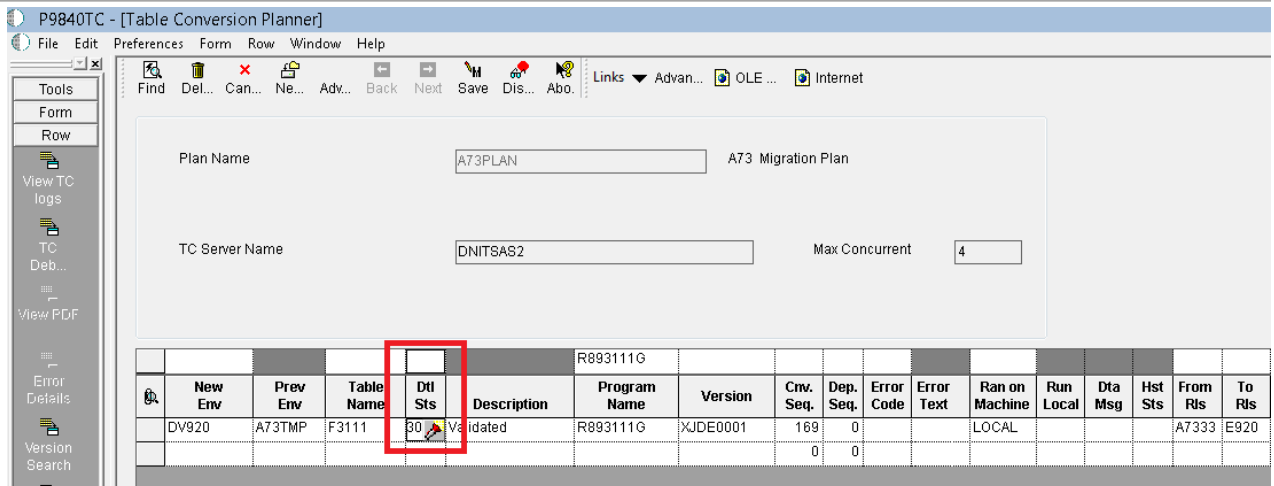 P9840TC - [Table Conversion Planner]
File Edit Preferences Form Row Window Help
Find Del... Can... Ne... Adv... Back Next Save Dis... Abo. Links Advan... OLE ... Internet
Tools
Form
Row
View TC
logs
TC
Deb...
View PDF
Error
Details
Version
Search
Plan Name A73PLAN A73 Migration Plan
TC Server Name DNITSAS2 Max Concurrent 4
R893111G
New Env Prev Env Table Name Dtl Sts Description Program Name Version Cnv. Seq. Dep. Seq. Error Code Error Text Ran on Machine Run Local Dta Msg Hst Sts From Rls To Rls
DV920 A73TMP F3111 30 Validated R893111G XJDE0001 169 0 LOCAL A7333 E920
0 0